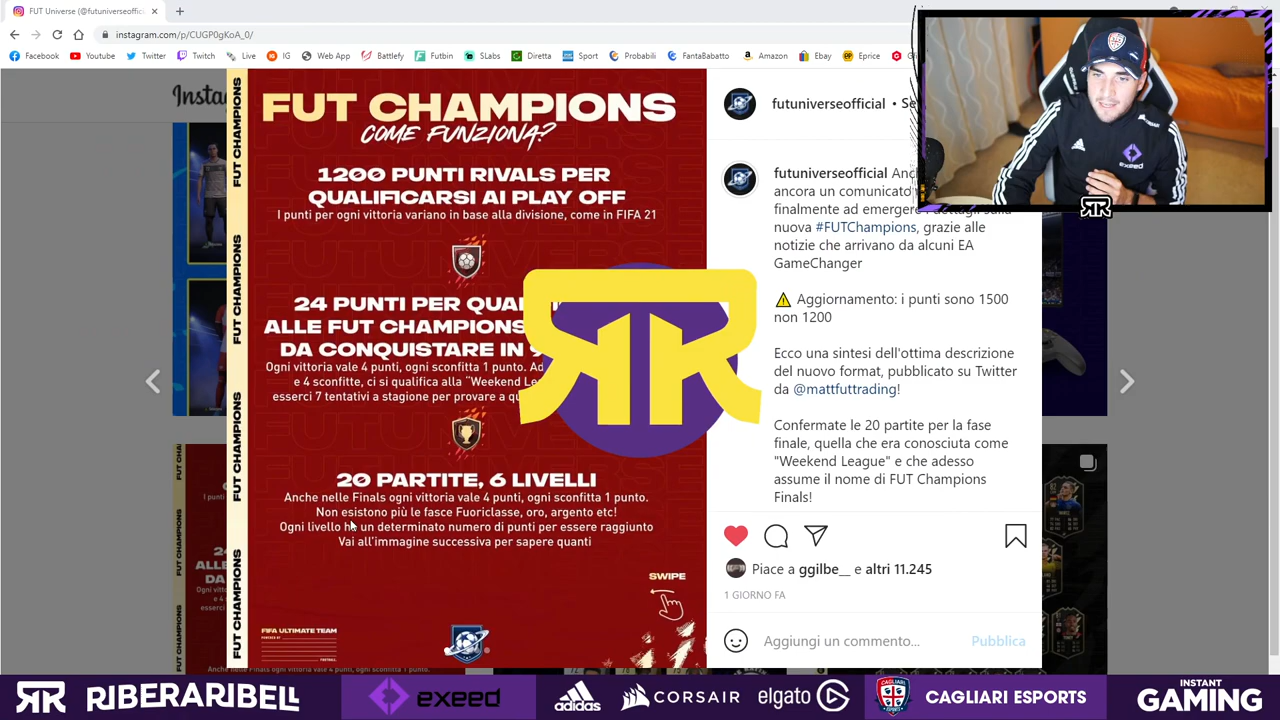 FUT Universe (@futuniverseoffici
instagram.com/p/CUGP0gKoA_0/
Facebook Youtube Twitter Twitch Live IG Web App Battlefy Futbin SLabs Diretta Sport Probabili FantaBabatto Amazon Ebay Eprice
Insta
FUT CHAMPIONS
COME FUNZIONA?
1200 PUNTI RIVALS PER
QUALIFICARSI AI PLAY OFF
I punti per ogni vittoria variano in base alla divisione, come in FIFA 21
24 PUNTI PER
ALLE FUT CHAMPIONS
DA CONQUISTARE IN
Ogni vittoria vale 4 punti, ogni sconfitta 1 punto.
e 4 sconfitte, ci si qualifica alla "Weekend
esserci 7 tentativi a stagione per provare a
20 PARTITE, 6 LIVELLI
Anche nelle Finals ogni vittoria vale 4 punti, ogni sconfitta 1 punto.
Non esistono più le fasce Fuoriclasse, oro, argento etc!
Ogni livello ha un determinato numero di punti per essere raggiunto
Vai all'immagine successiva per sapere quanti
SWIPE
FIFA ULTIMATE TEAM
FUT CHAMPIONS
FUT CHAMPIONS
FUT CHAMPIONS
FUT CHAMPIONS
futuniverseofficial •
futuniverseofficial
ancora un comunicato
finalmente ad emergere
nuova #FUTChampions, grazie alle
notizie che arrivano da alcuni EA
GameChanger
⚠ Aggiornamento: i punti sono 1500
non 1200
Ecco una sintesi dell'ottima descrizione
del nuovo format, pubblicato su Twitter
da @mattfuttrading!
Confermate le 20 partite per la fase
finale, quella che era conosciuta come
"Weekend League" e che adesso
assume il nome di FUT Champions
Finals!
Piace a ggilbe__ e altri 11.245
1 GIORNO FA
Aggiungi un commento... Pubblica
exeed
RR
RR RIBERARIBELL exeed adidas CORSAIR elgato CAGLIARI ESPORTS INSTANT GAMING